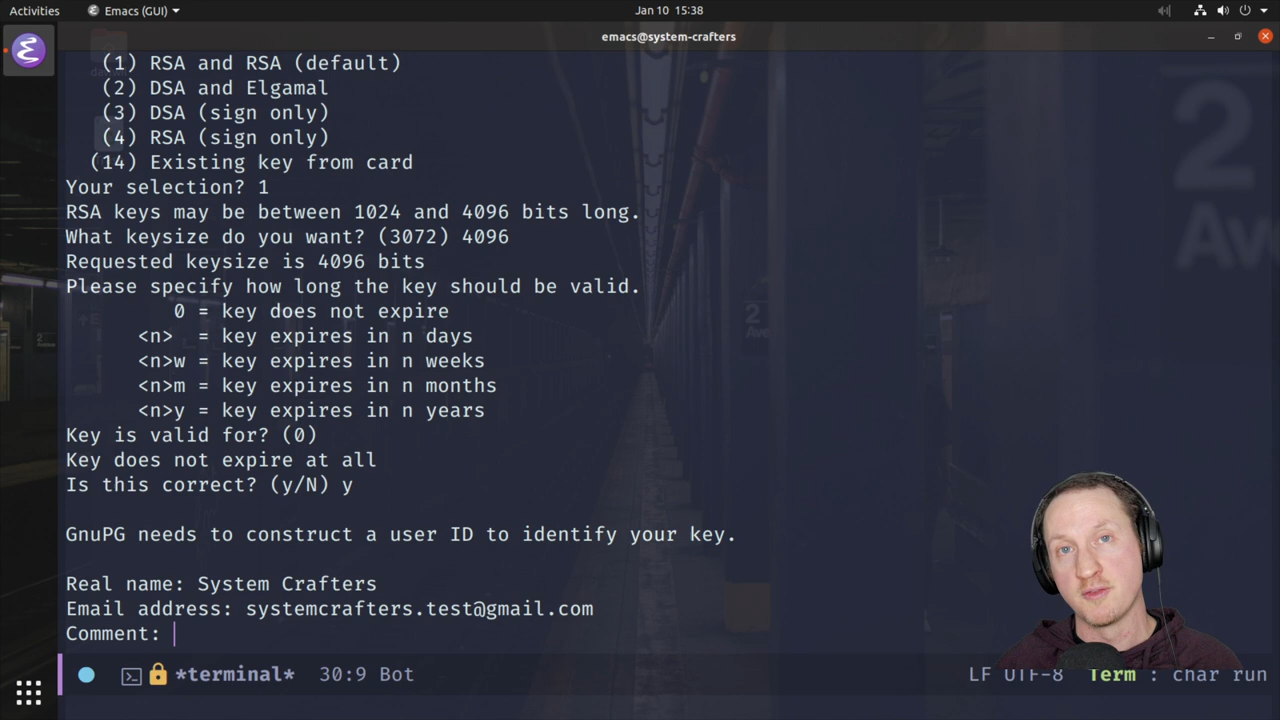 Activities
Emacs (GUI)
Jan 10 15:38
emacs@system-crafters
(1) RSA and RSA (default)
(2) DSA and Elgamal
(3) DSA (sign only)
(4) RSA (sign only)
(14) Existing key from card
Your selection? 1
RSA keys may be between 1024 and 4096 bits long.
What keysize do you want? (3072) 4096
Requested keysize is 4096 bits
Please specify how long the key should be valid.
0 = key does not expire
<n> = key expires in n days
<n>w = key expires in n weeks
<n>m = key expires in n months
<n>y = key expires in n years
Key is valid for? (0)
Key does not expire at all
Is this correct? (y/N) y
GnuPG needs to construct a user ID to identify your key.
Real name: System Crafters
Email address: systemcrafters.test@gmail.com
Comment:
*terminal* 30:9 Bot
LF UTF-8 Term : char run
2
Av
2
Ave